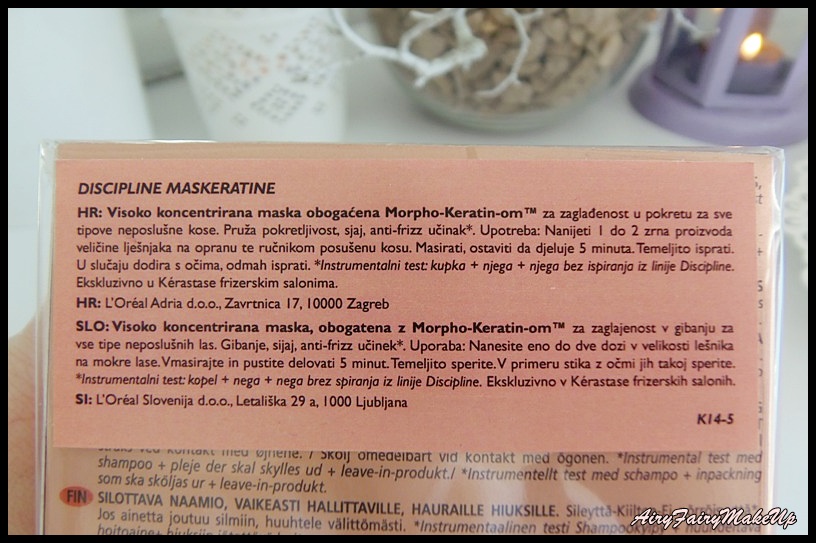 DISCIPLINE MASKERATINE
HR: Visoko koncentrirana maska obogaćena Morpho-Keratin-om™ za zaglađenost u pokretu za sve
tipove neposlušne kose. Pruža pokretljivost, sjaj, anti-frizz učinak*. Upotreba: Nanijeti 1 do 2 zrna proizvoda
veličine lješnjaka na opranu te ručnikom posušenu kosu. Masirati, ostaviti da djeluje 5 minuta. Temeljito isprati.
U slučaju dodira s očima, odmah isprati. *Instrumentalni test: kupka + njega + njega bez ispiranja iz linije Discipline.
Ekskluzivno u Kérastase frizerskim salonima.
HR: L’Oréal Adria d.o.o., Zavrtnica 17, 10000 Zagreb
SLO: Visoko koncentrirana maska, obogatena z Morpho-Keratin-om™ za zaglajenost v gibanju za
vse tipe neposlušnih las. Gibanje, sijaj, anti-frizz učinek*. Uporaba: Nanesite eno do dve dozi v velikosti lešnika
na mokre lase. Vmasirajte in pustite delovati 5 minut. Temeljito sperite. V primeru stika z očmi jih takoj sperite.
*Instrumentalni test: kopel + nega + nega brez spiranja iz linije Discipline. Ekskluzivno v Kérastase frizerskih salonih.
SI: L’Oréal Slovenija d.o.o., Letališka 29 a, 1000 Ljubljana
K14-5
straks ved kontakt med øjnene. / Skölj omedelbart vid kontakt med ögonen. *Instrumental test med
shampoo + pleje der skal skylles ud + leave-in-produkt./ *Instrumentellt test med schampo + inpackning
som ska sköljas ur + leave-in-produkt.
FIN SILOTTAVA NAAMIO, VAIKEASTI HALLITTAVILLE, HAURAILLE HIUKSILLE. Sileyttä-Kiiltoa-
Jos ainetta joutuu silmiin, huuhtele välittömästi. *Instrumentaalinen testi
AiryFairyMakeUp